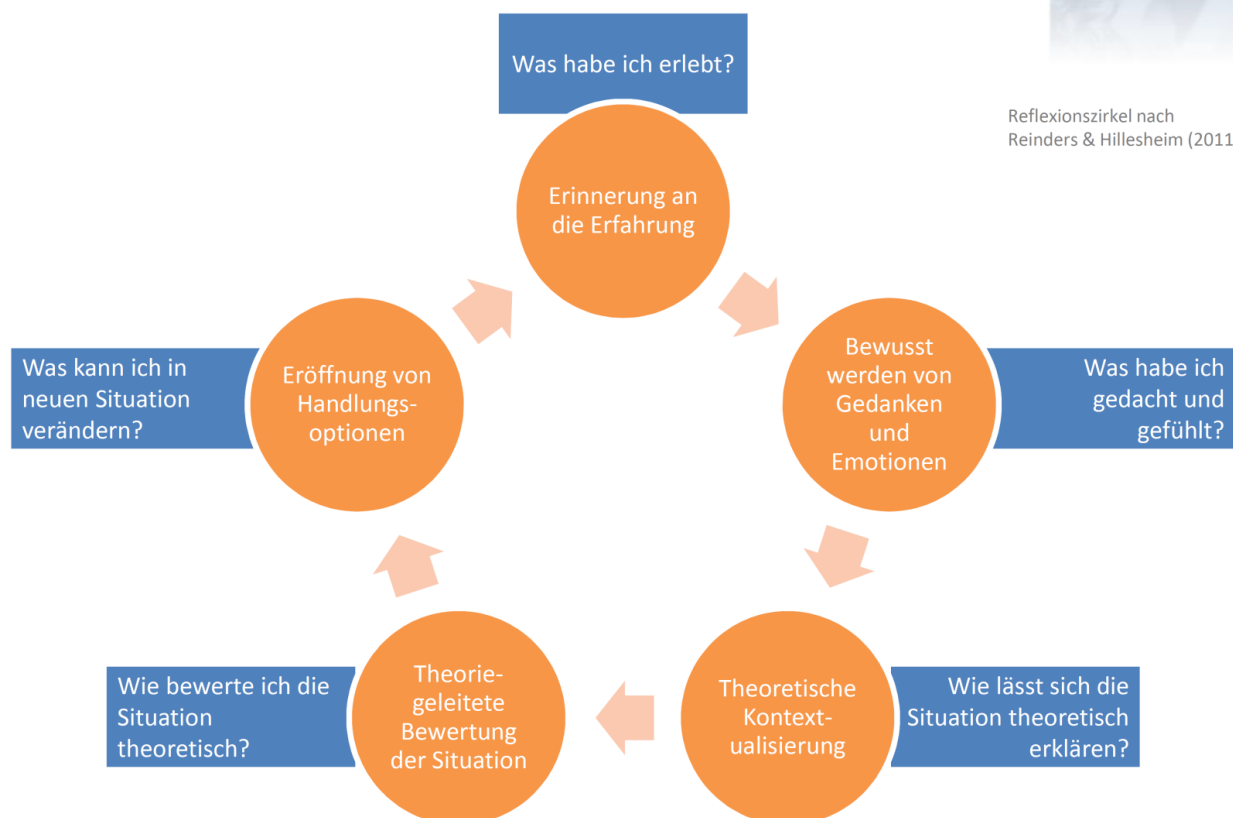 Was habe ich erlebt?
Reflexionszirkel nach
Reinders & Hillesheim (2011
Erinnerung an
die Erfahrung
Bewusst
werden von
Gedanken
und
Emotionen
Was habe ich
gedacht und
gefühlt?
Theoretische
Kontext-
ualisierung
Wie lässt sich die
Situation theoretisch
erklären?
Theorie-
geleitete
Bewertung
der Situation
Wie bewerte ich die
Situation
theoretisch?
Eröffnung von
Handlungs-
optionen
Was kann ich in
neuen Situation
verändern?